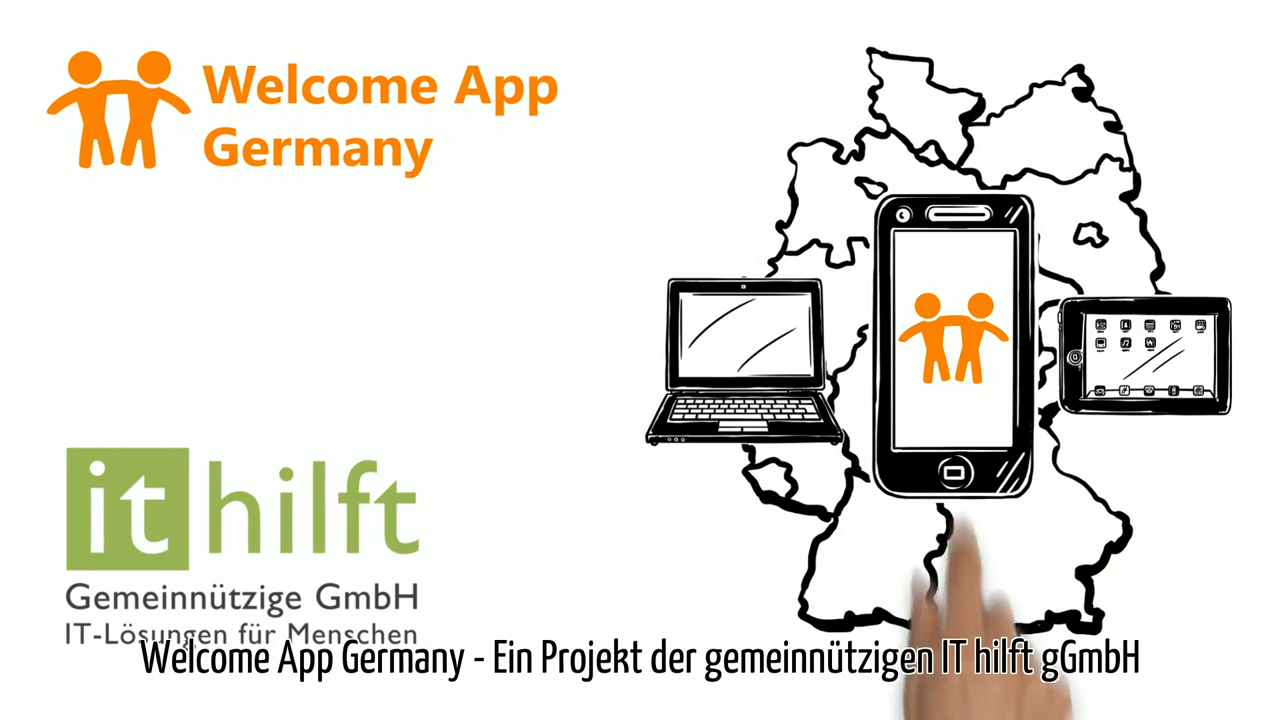 Welcome App
Germany
it hilft
Gemeinnützige GmbH
IT-Lösungen für Menschen
Welcome App Germany - Ein Projekt der gemeinnützigen IT hilft gGmbH